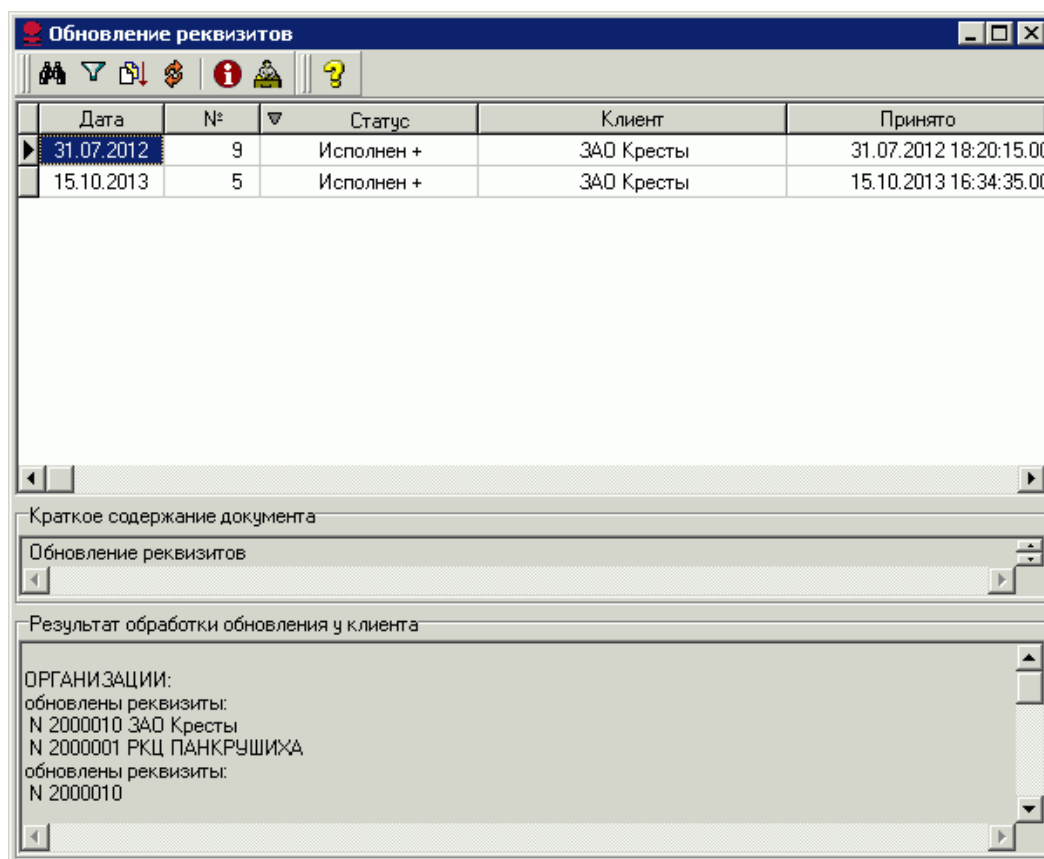 Обновление реквизитов
Дата № Статус Клиент Принято
31.07.2012 9 Исполнен + ЗАО Кресты 31.07.2012 18:20:15.00
15.10.2013 5 Исполнен + ЗАО Кресты 15.10.2013 16:34:35.00
Краткое содержание документа
Обновление реквизитов
Результат обработки обновления у клиента
ОРГАНИЗАЦИИ:
обновлены реквизиты:
N 2000010 ЗАО Кресты
N 2000001 РКЦ ПАНКРУШИХА
обновлены реквизиты:
N 2000010